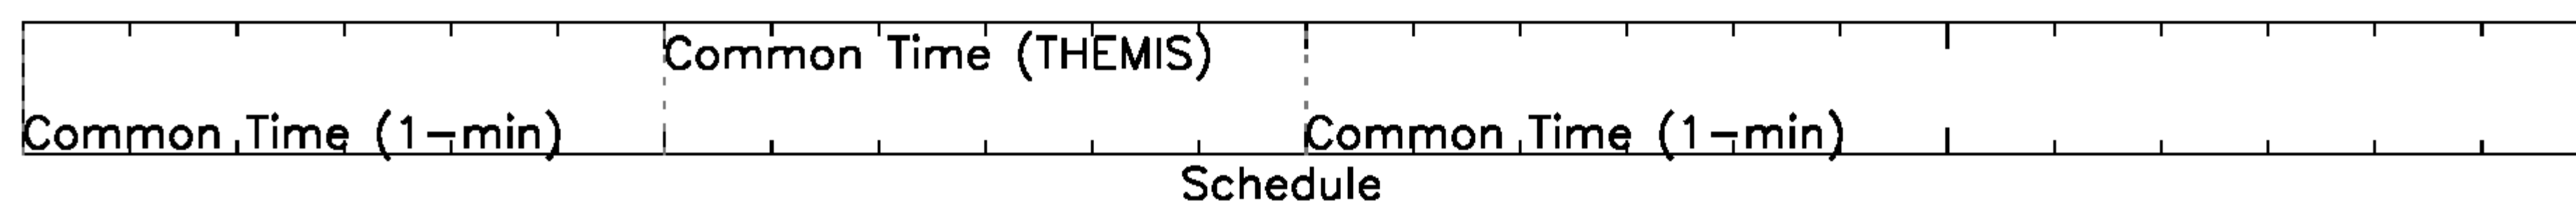 Common Time (THEMIS)
Common Time (1-min)
Common Time (1-min)
Schedule